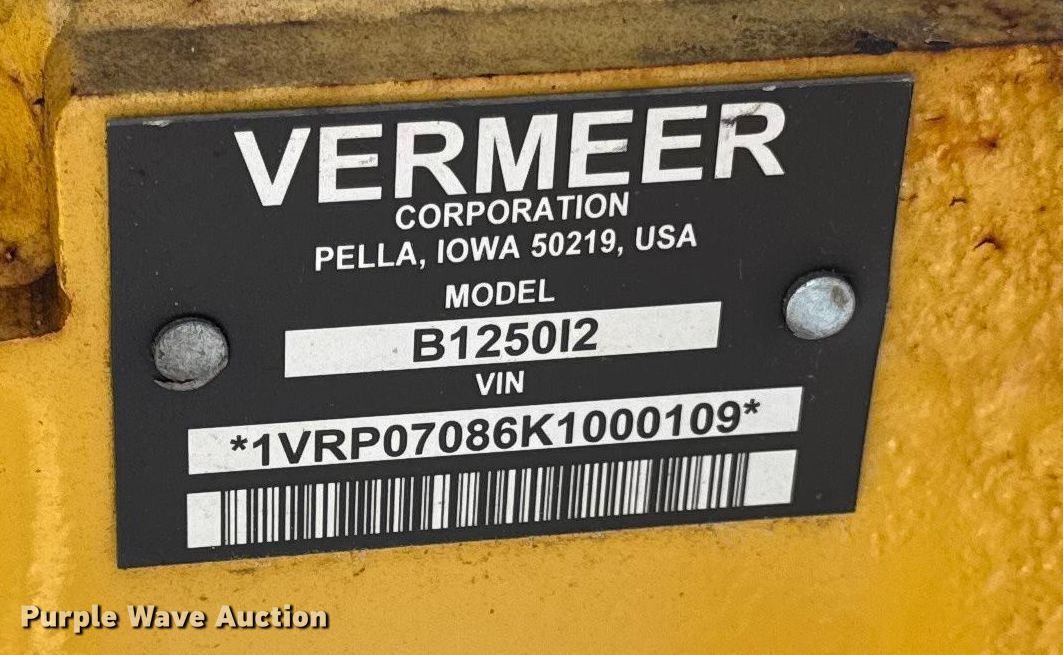 VERMEER
CORPORATION
PELLA, IOWA 50219, USA
MODEL
B1250I2
VIN
*1VRP07086K1000109*
Purple Wave Auction